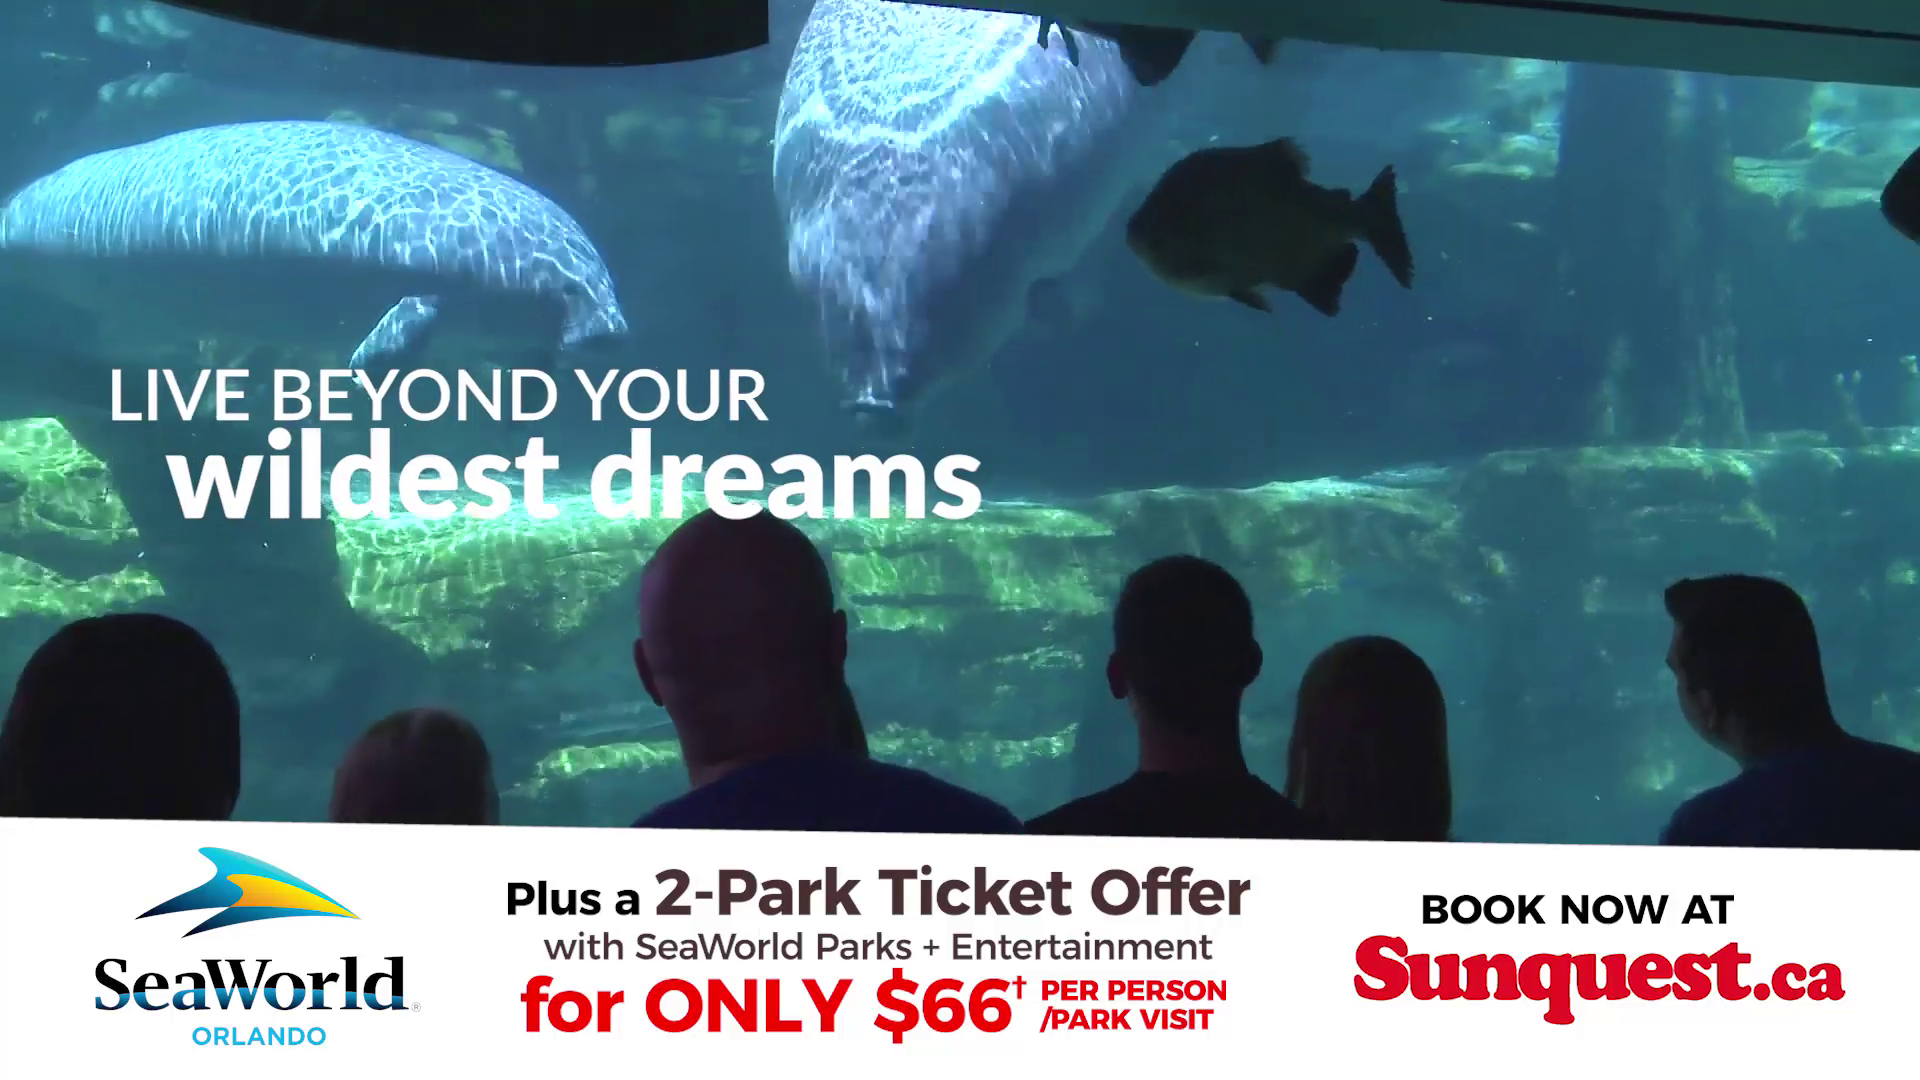 LIVE BEYOND YOUR
wildest dreams
SeaWorld®
ORLANDO
Plus a 2-Park Ticket Offer
with SeaWorld Parks + Entertainment
for ONLY $66† PER PERSON
/PARK VISIT
BOOK NOW AT
Sunquest.ca